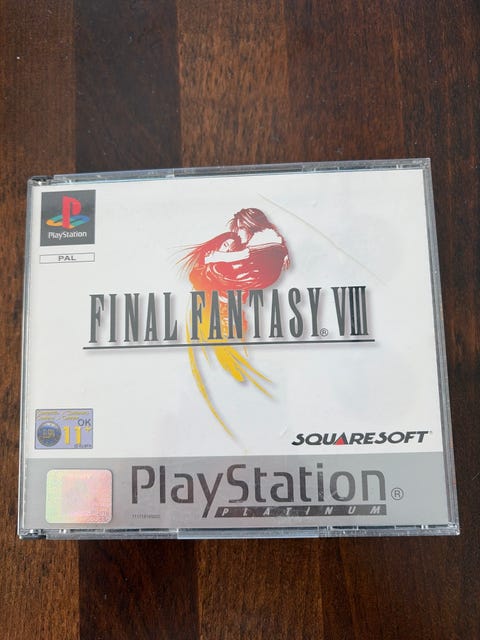 PlayStation
PAL
FINAL FANTASY® VIII
OK
11+
SQUARESOFT®
PlayStation®
PLATINUM